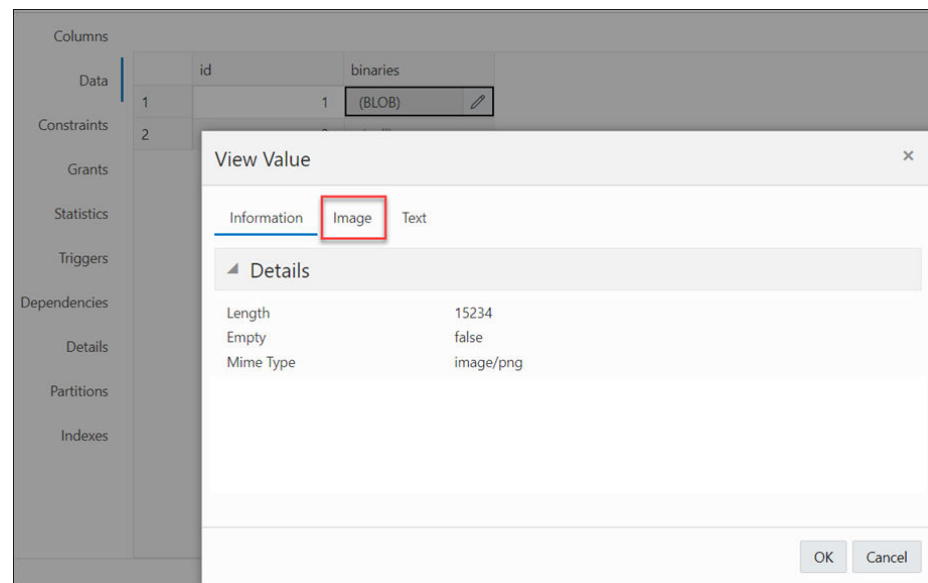 Columns
Data
Constraints
Grants
Statistics
Triggers
Dependencies
Details
Partitions
Indexes
id binaries
1 1 (BLOB)
2
View Value ×
Information Image Text
Details
Length 15234
Empty false
Mime Type image/png
OK Cancel